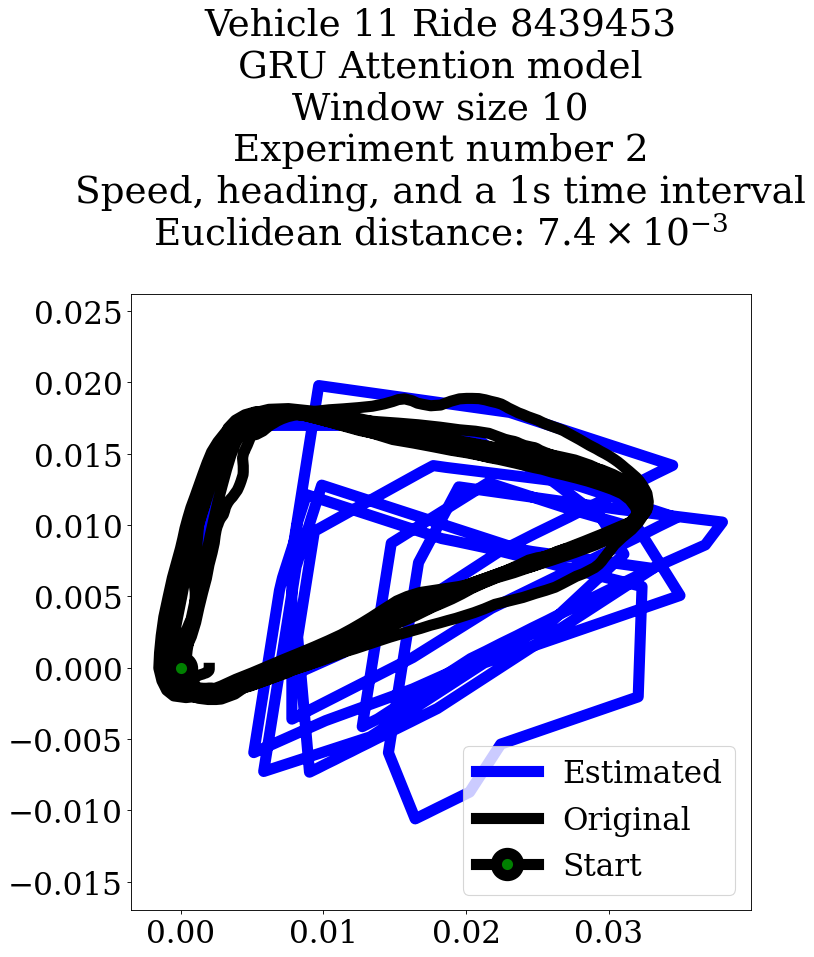 Vehicle 11 Ride 8439453
GRU Attention model
Window size 10
Experiment number 2
Speed, heading, and a 1s time interval
Euclidean distance: 7.4 × 10⁻³
0.025
0.020
0.015
0.010
0.005
0.000
−0.005
−0.010
−0.015
Estimated
Original
Start
0.00 0.01 0.02 0.03